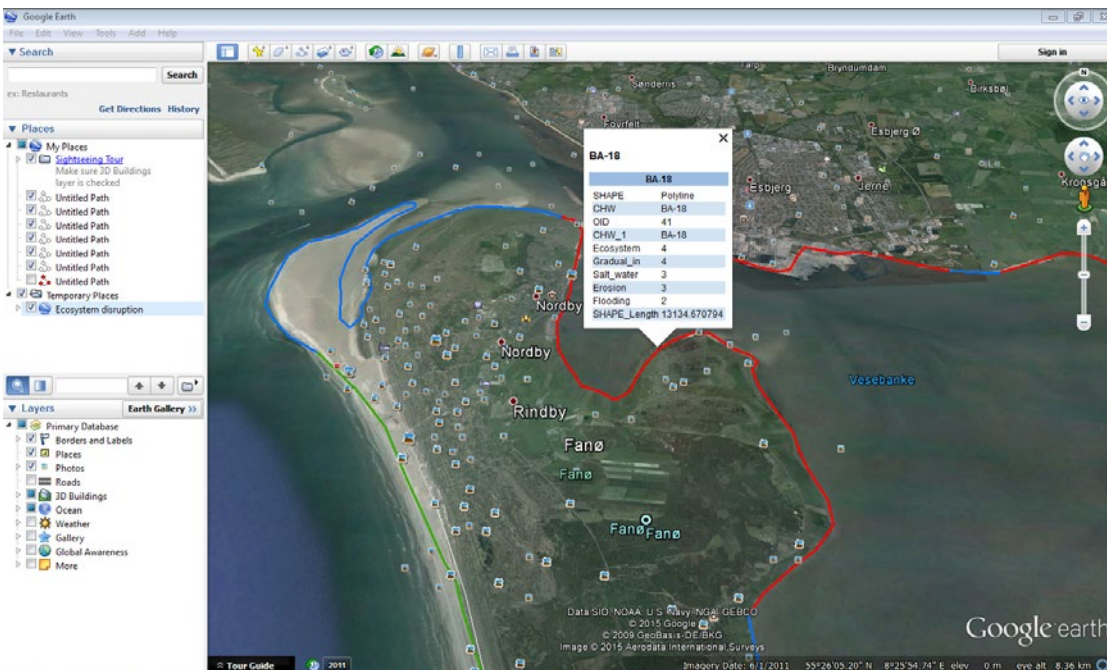 Google Earth
File Edit View Tools Add Help
▼ Search
Search
ex: Restaurants
Get Directions History
▼ Places
My Places
Sightseeing Tour
Make sure 3D Buildings
layer is checked
Untitled Path
Untitled Path
Untitled Path
Untitled Path
Untitled Path
Untitled Path
Untitled Path
Temporary Places
Ecosystem disruption
▼ Layers
Earth Gallery >>
Primary Database
Borders and Labels
Places
Photos
Roads
3D Buildings
Ocean
Weather
Gallery
Global Awareness
More
Sign in
Sønderris
Bryndumdam
Birksbøl
Fovrfelt
Esbjerg Ø
N
BA-18
BA-18
SHAPE Polyline
CHW BA-18
OID 41
CHW_1 BA-18
Ecosystem 4
Gradual_in 4
Salt_water 3
Erosion 3
Flooding 2
SHAPE_Length 13134.670794
Esbjerg
Jerne
Nordby
Nordby
Vesebanke
Rindby
Fanø
Fanø
Fanø Fanø
Data SIO, NOAA, U.S. Navy, NGA, GEBCO
© 2015 Google
© 2009 GeoBasis-DE/BKG
Image © 2015 Aerodata International Surveys
Google earth
Tour Guide
2011
Imagery Date: 6/1/2011 55°26'05.20" N 8°25'54.74" E elev 0 m eye alt 8.36 km